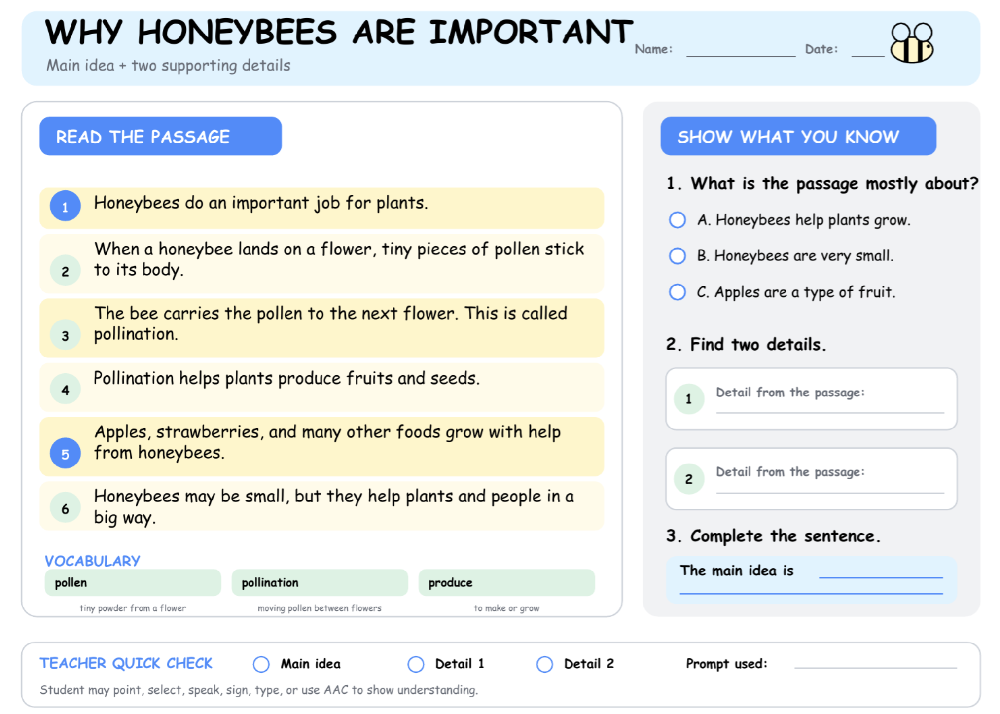 WHY HONEYBEES ARE IMPORTANT
Main idea + two supporting details
Name: Date:
READ THE PASSAGE
1 Honeybees do an important job for plants.
2 When a honeybee lands on a flower, tiny pieces of pollen stick
to its body.
3 The bee carries the pollen to the next flower. This is called
pollination.
4 Pollination helps plants produce fruits and seeds.
5 Apples, strawberries, and many other foods grow with help
from honeybees.
6 Honeybees may be small, but they help plants and people in a
big way.
VOCABULARY
pollen
tiny powder from a flower
pollination
moving pollen between flowers
produce
to make or grow
SHOW WHAT YOU KNOW
1. What is the passage mostly about?
A. Honeybees help plants grow.
B. Honeybees are very small.
C. Apples are a type of fruit.
2. Find two details.
1 Detail from the passage:
2 Detail from the passage:
3. Complete the sentence.
The main idea is
TEACHER QUICK CHECK Main idea Detail 1 Detail 2 Prompt used:
Student may point, select, speak, sign, type, or use AAC to show understanding.